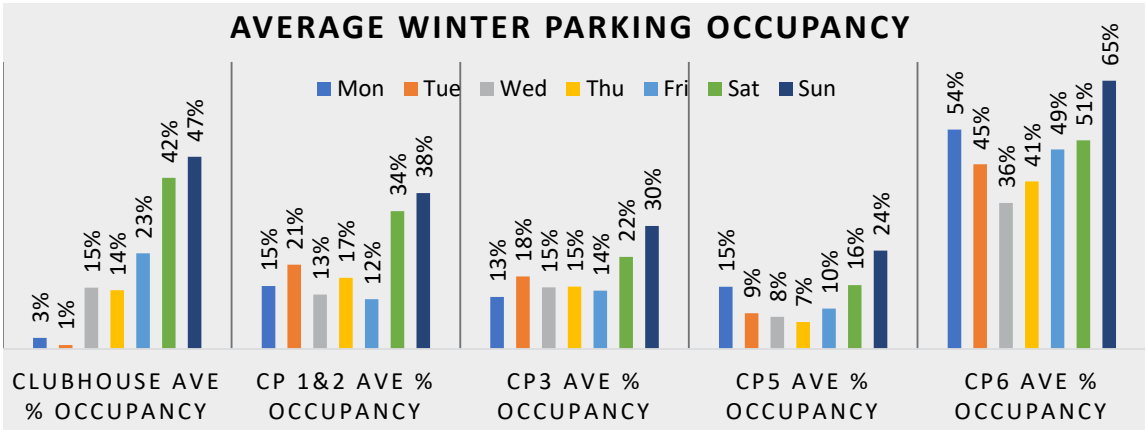 AVERAGE WINTER PARKING OCCUPANCY
Mon Tue Wed Thu Fri Sat Sun
3% 1% 15% 14% 23% 42% 47%
15% 21% 13% 17% 12% 34% 38%
13% 18% 15% 15% 14% 22% 30%
15% 9% 8% 7% 10% 16% 24%
54% 45% 36% 41% 49% 51% 65%
CLUBHOUSE AVE
% OCCUPANCY
CP 1&2 AVE %
OCCUPANCY
CP3 AVE %
OCCUPANCY
CP5 AVE %
OCCUPANCY
CP6 AVE %
OCCUPANCY